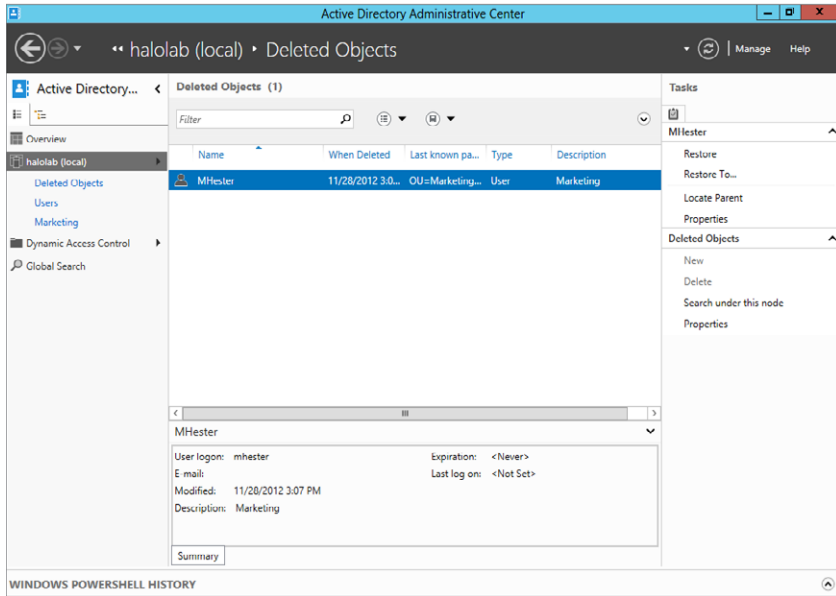 Active Directory Administrative Center
halolab (local) • Deleted Objects
Manage Help
Active Directory...
Overview
halolab (local)
Deleted Objects
Users
Marketing
Dynamic Access Control
Global Search
Deleted Objects (1)
Filter
Name When Deleted Last known pa... Type Description
MHester 11/28/2012 3:0... OU=Marketing... User Marketing
MHester
User logon: mhester Expiration: <Never>
E-mail: Last log on: <Not Set>
Modified: 11/28/2012 3:07 PM
Description: Marketing
Summary
Tasks
MHester
Restore
Restore To...
Locate Parent
Properties
Deleted Objects
New
Delete
Search under this node
Properties
WINDOWS POWERSHELL HISTORY